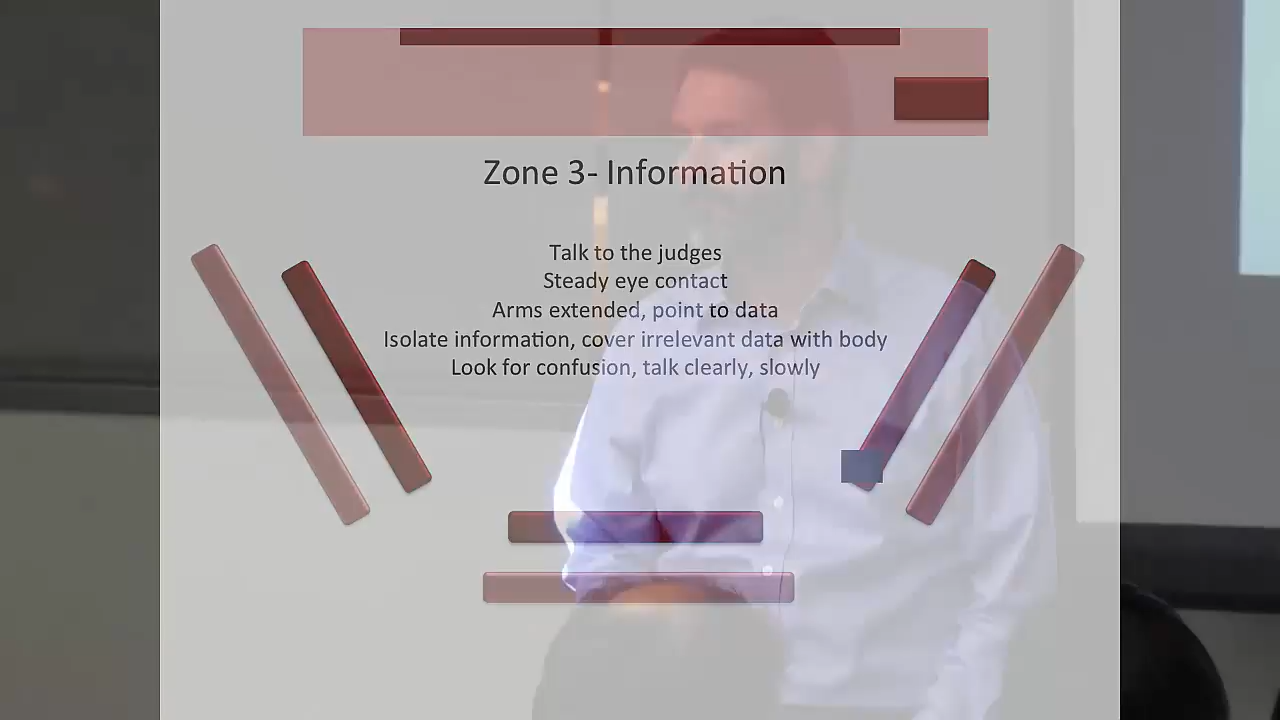 Zone 3- Information
Talk to the judges
Steady eye contact
Arms extended, point to data
Isolate information, cover irrelevant data with body
Look for confusion, talk clearly, slowly